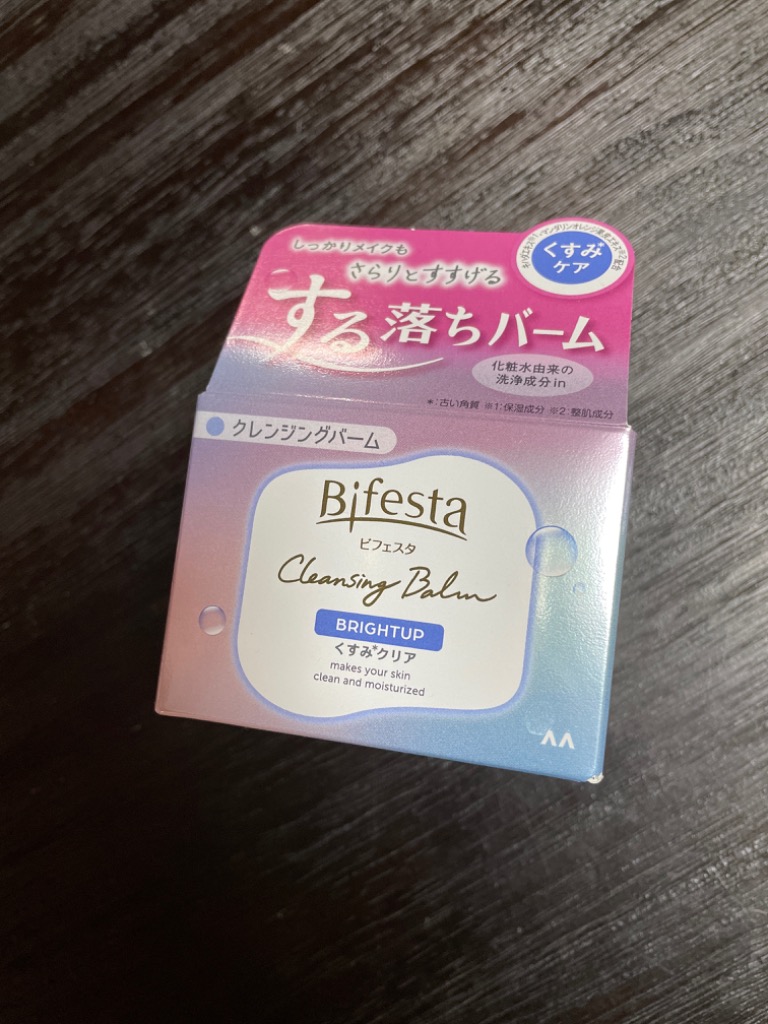 しっかりメイクも
さらりとすすげる
する落ちバーム
くすみ*
ケア
化粧水由来の
洗浄成分in
*:古い角質 ※1:保湿成分 ※2:整肌成分
クレンジングバーム
Bifesta
ビフェスタ
Cleansing Balm
BRIGHTUP
くすみ*クリア
makes your skin
clean and moisturized